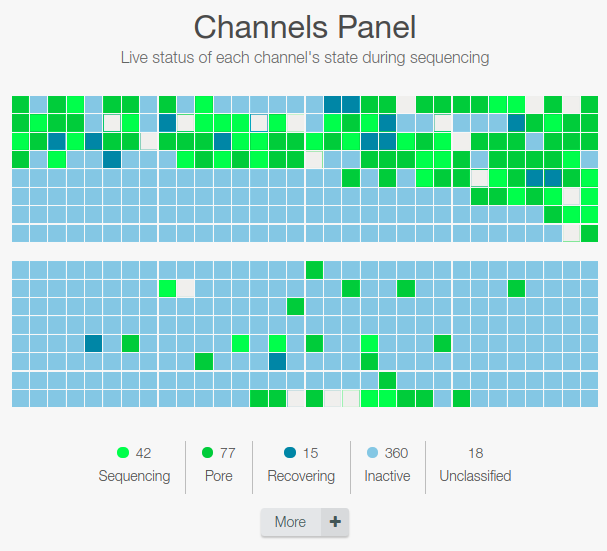 Channels Panel
Live status of each channel's state during sequencing
42 77 15 360 18
Sequencing Pore Recovering Inactive Unclassified
More +